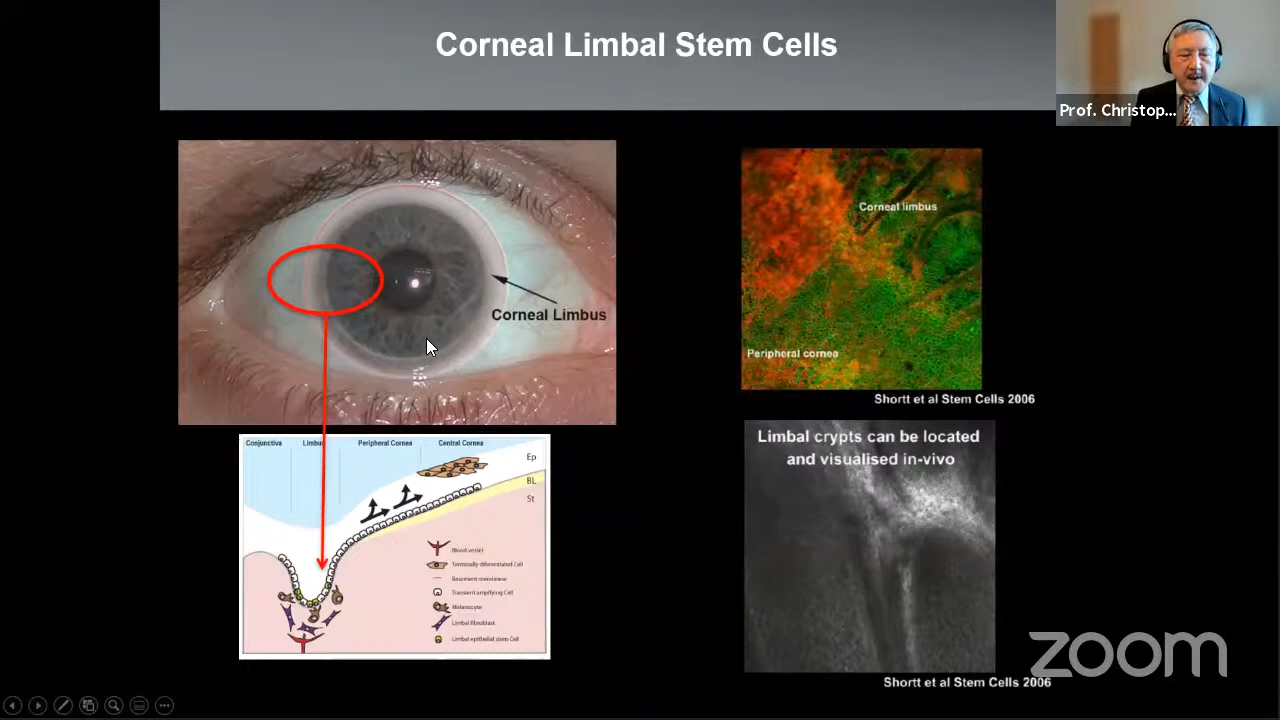 Corneal Limbal Stem Cells
Prof. Christop...
Corneal Limbus
Corneal limbus
Peripheral cornea
Shortt et al Stem Cells 2006
Conjunctiva
Limbus
Peripheral Cornea
Central Cornea
Ep
BL
St
Blood vessel
Terminally differentiated Cell
Basement membrane
Transient amplifying Cell
Melanocyte
Limbal fibroblast
Limbal epithelial stem Cell
Limbal crypts can be located
and visualised in-vivo
Shortt et al Stem Cells 2006
zoom